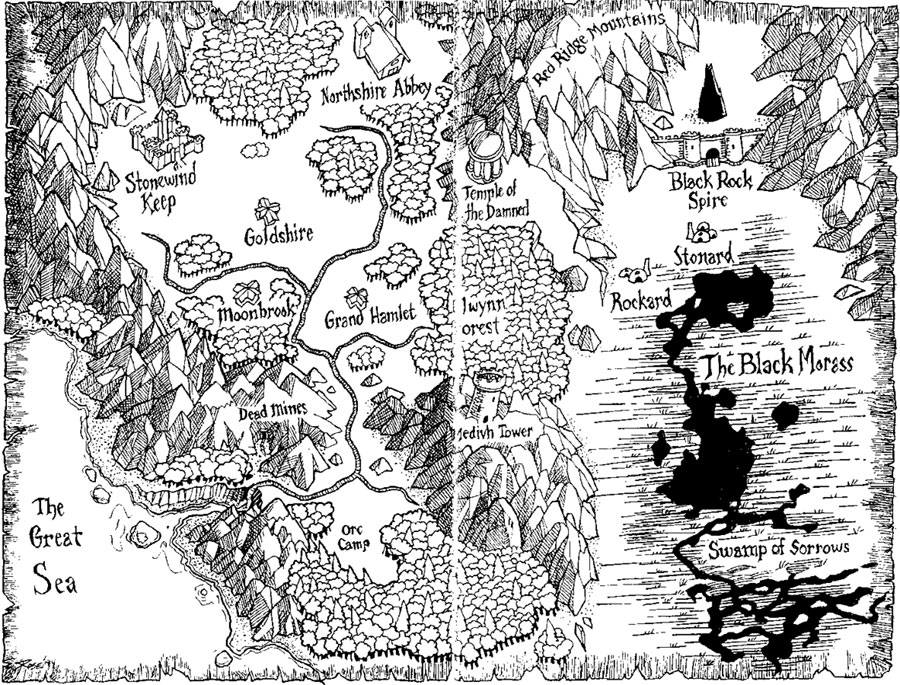 Red Ridge Mountains
Northshire Abbey
Stonewind
Keep
Black Rock
Spire
Temple of
the Damned
Goldshire
Stonard
Rockard
Moonbrook
Grand Hamlet
lwynn
orest
The Black Morass
Dead Mines
edivh Tower
The
Great
Sea
Orc
Camp
Swamp of Sorrows